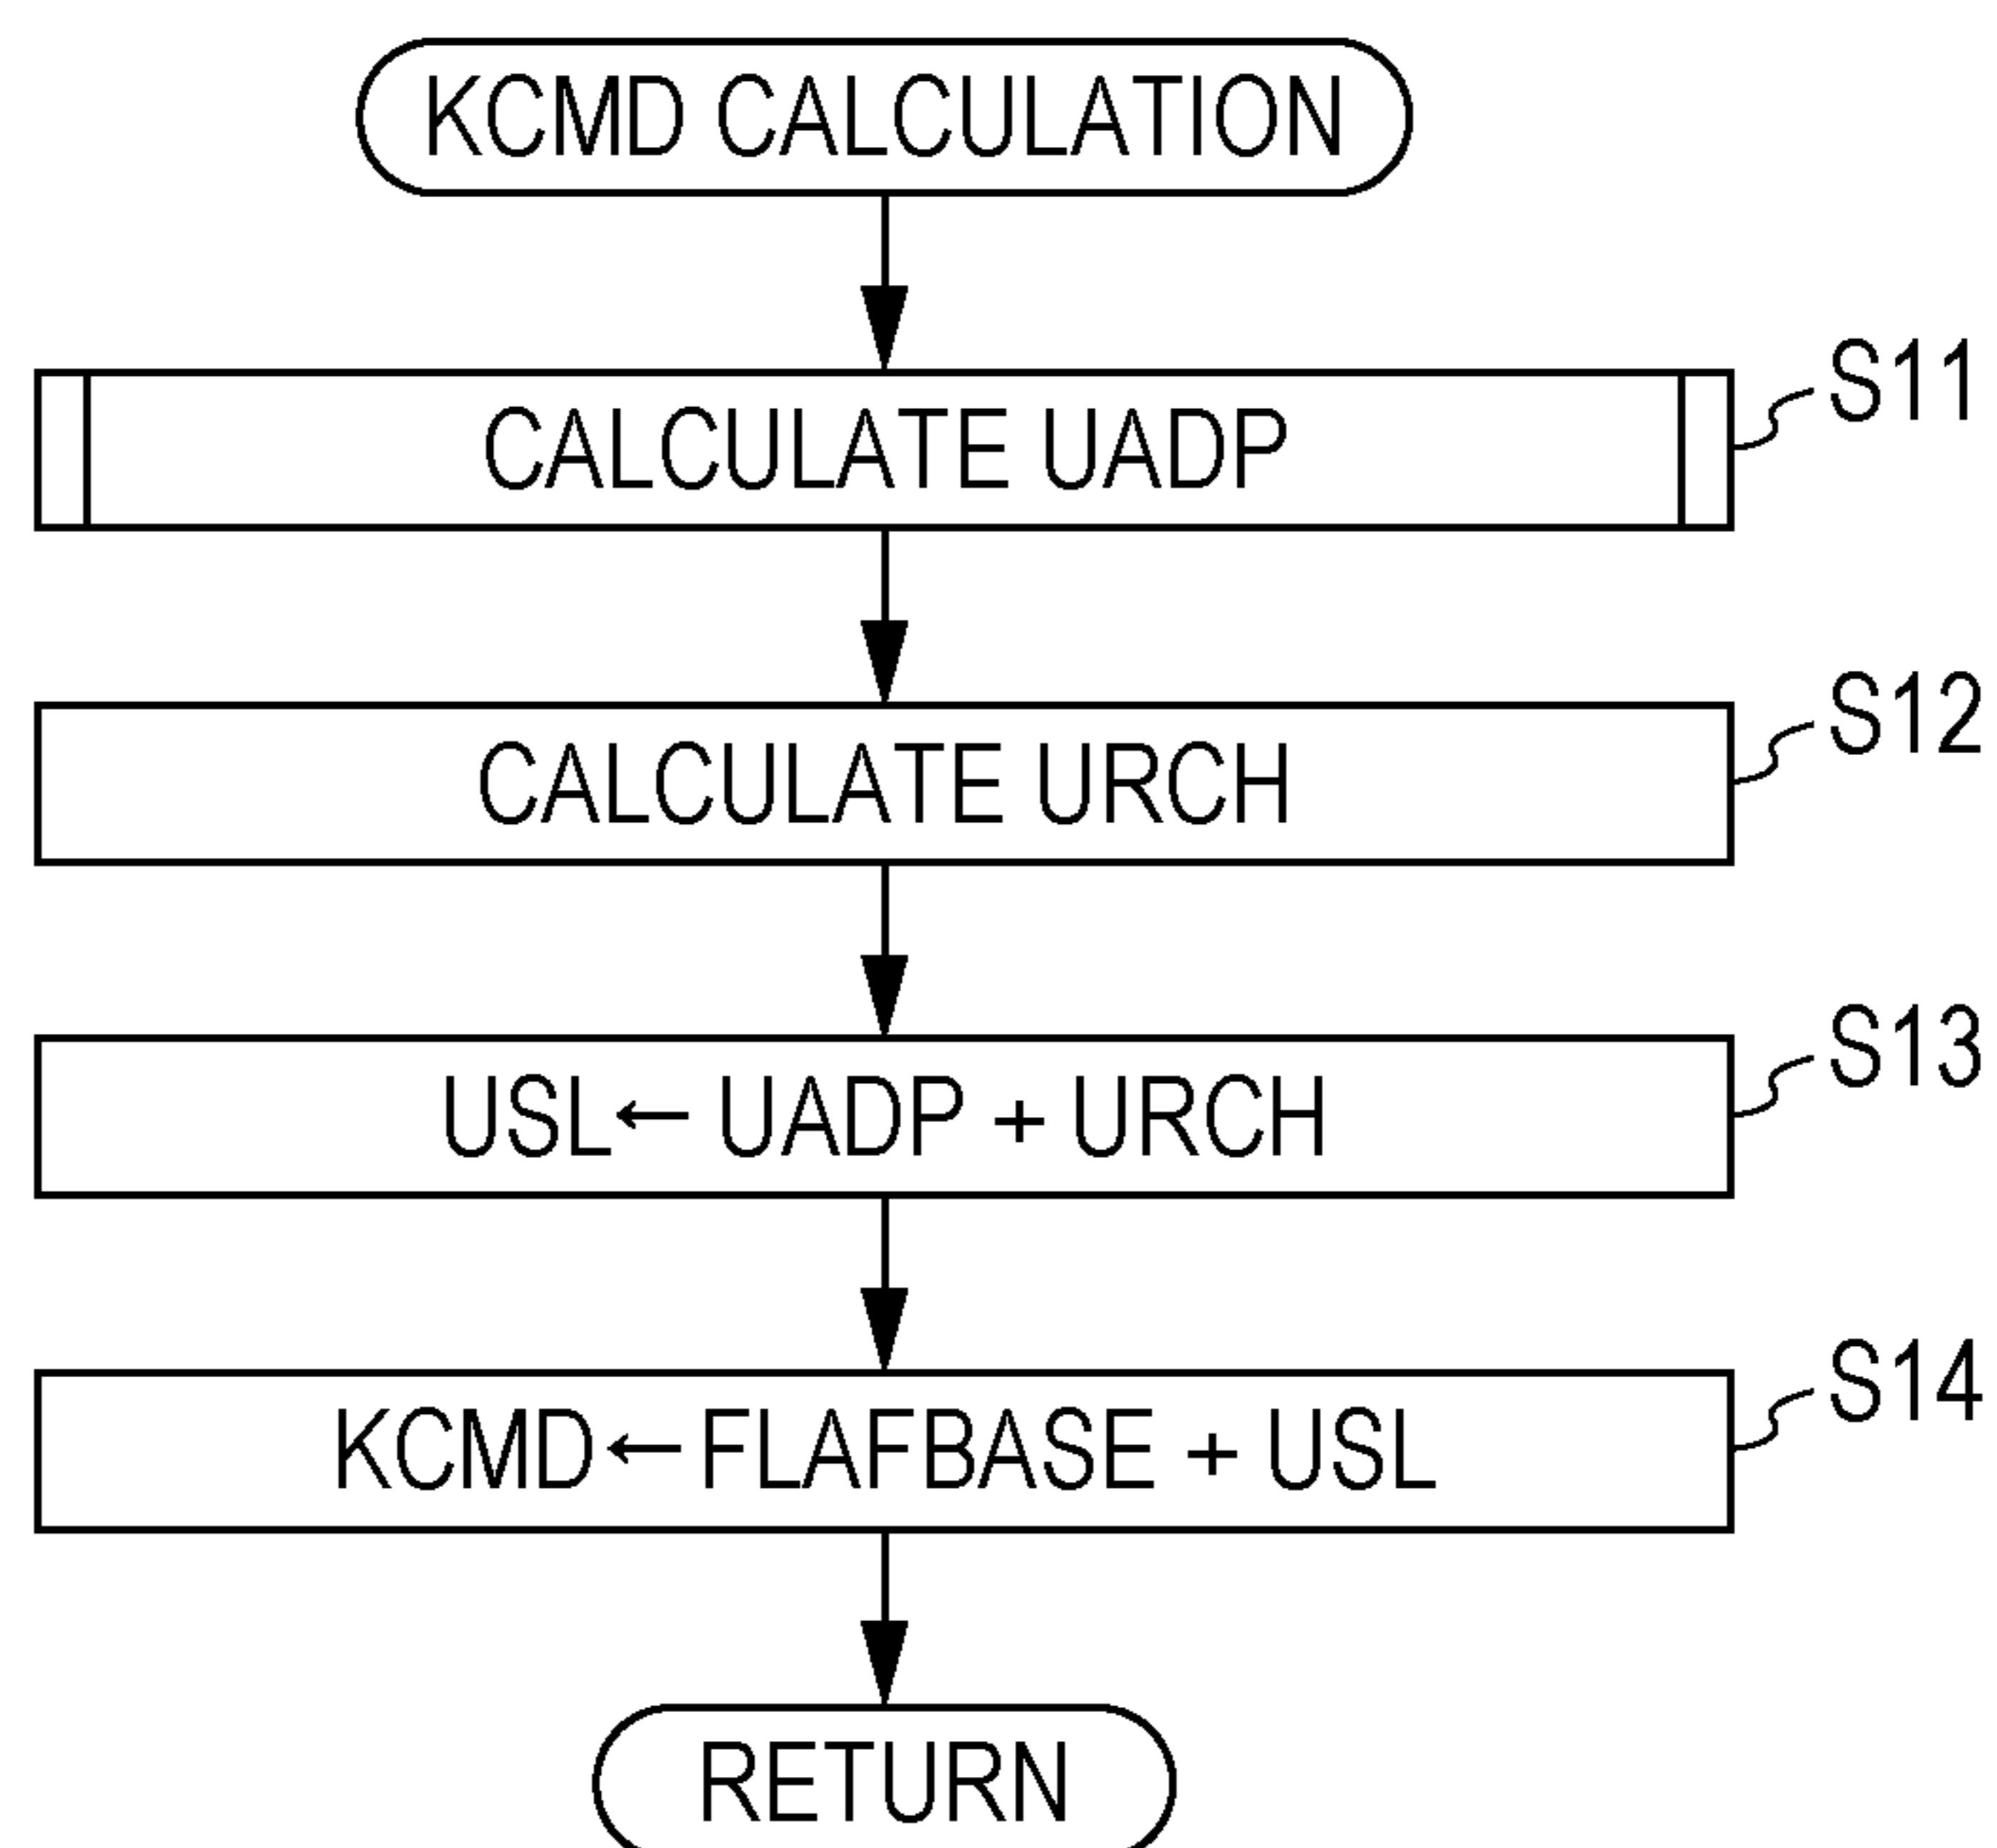 KCMD CALCULATION
CALCULATE UADP
S11
CALCULATE URCH
S12
USL← UADP + URCH
S13
KCMD←FLAFBASE + USL
S14
RETURN